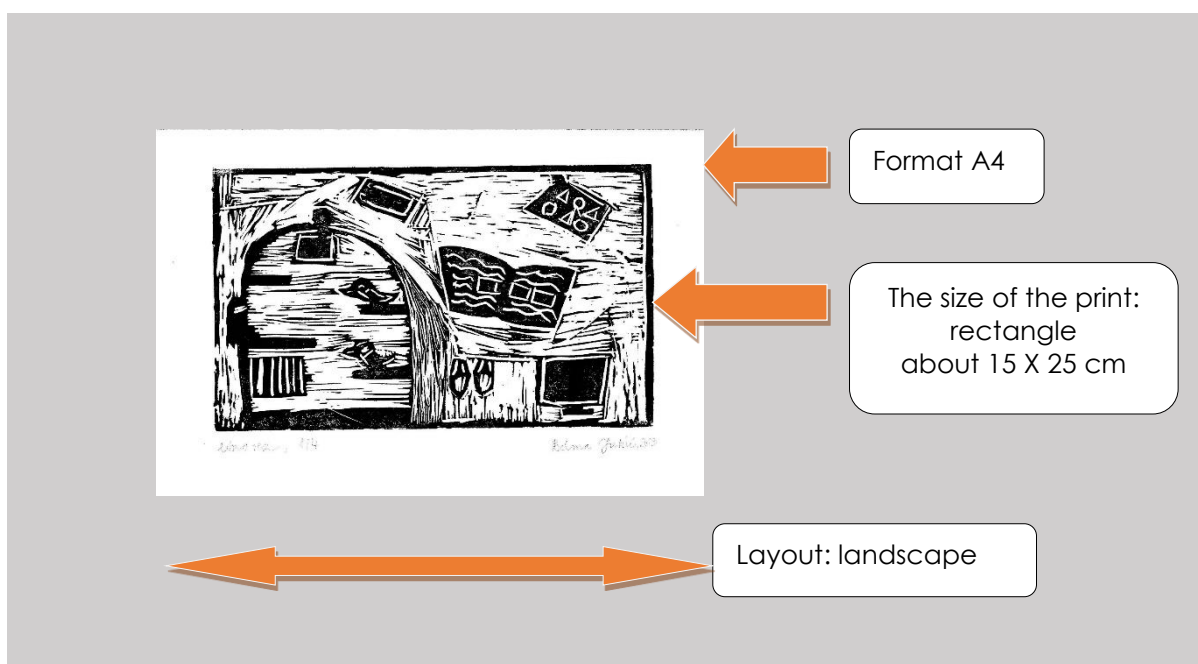 Format A4
The size of the print:
rectangle
about 15 X 25 cm
Layout: landscape